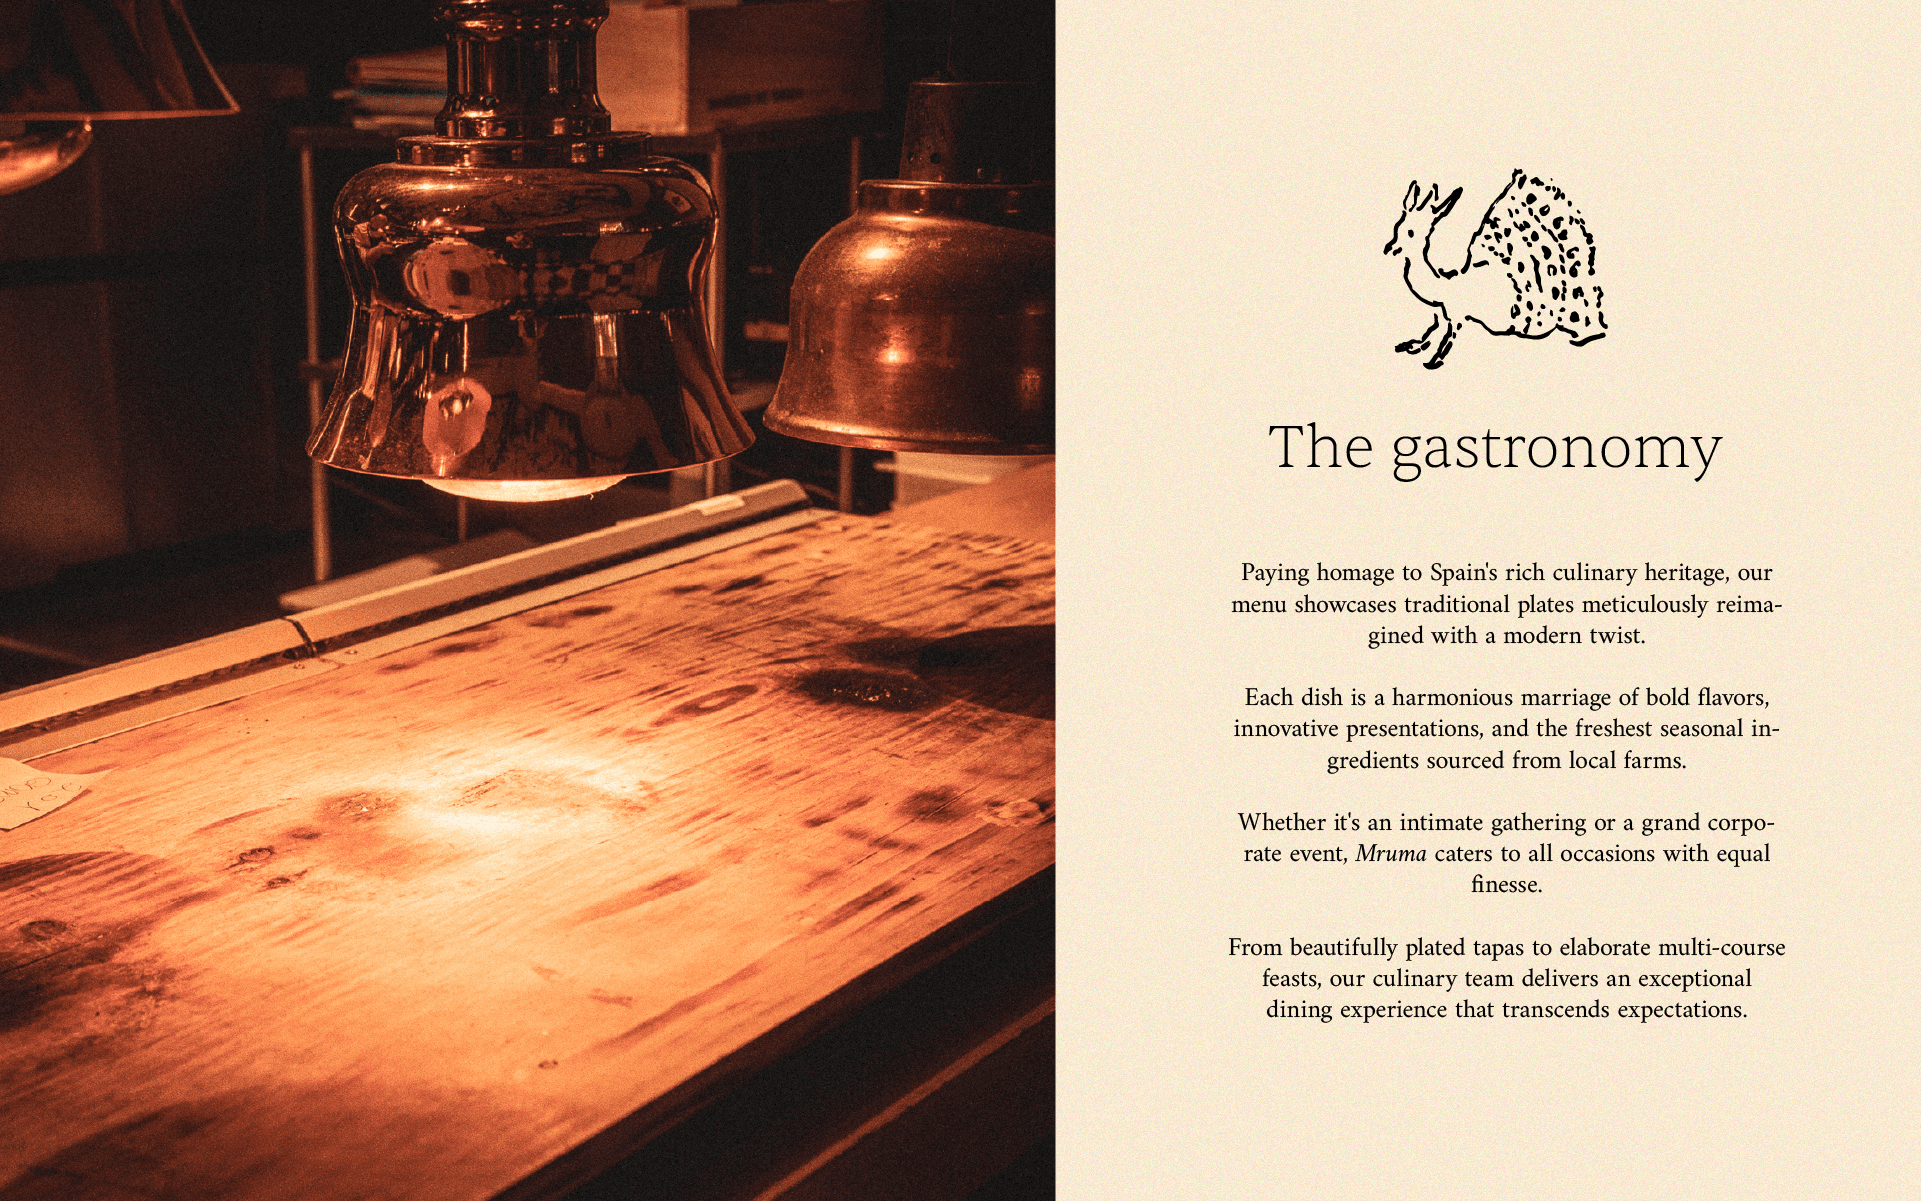 The gastronomy
Paying homage to Spain's rich culinary heritage, our
menu showcases traditional plates meticulously reima-
gined with a modern twist.
Each dish is a harmonious marriage of bold flavors,
innovative presentations, and the freshest seasonal in-
gredients sourced from local farms.
Whether it's an intimate gathering or a grand corpo-
rate event, Mruma caters to all occasions with equal
finesse.
From beautifully plated tapas to elaborate multi-course
feasts, our culinary team delivers an exceptional
dining experience that transcends expectations.